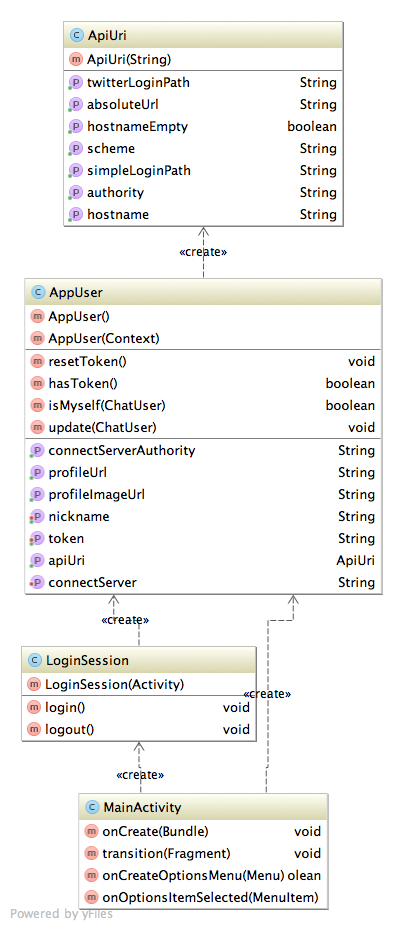 C ApiUri
m ApiUri(String)
P twitterLoginPath String
P absoluteUrl String
P hostnameEmpty boolean
P scheme String
P simpleLoginPath String
P authority String
P hostname String
«create»
C AppUser
m AppUser()
m AppUser(Context)
m resetToken() void
m hasToken() boolean
m isMyself(ChatUser) boolean
m update(ChatUser) void
P connectServerAuthority String
P profileUrl String
P profileImageUrl String
P nickname String
P token String
P apiUri ApiUri
P connectServer String
«create»
C LoginSession
m LoginSession(Activity)
«create»
m login() void
m logout() void
«create»
C MainActivity
m onCreate(Bundle) void
m transition(Fragment) void
m onCreateOptionsMenu(Menu) olean
m onOptionsItemSelected(MenuItem)
Powered by yFiles